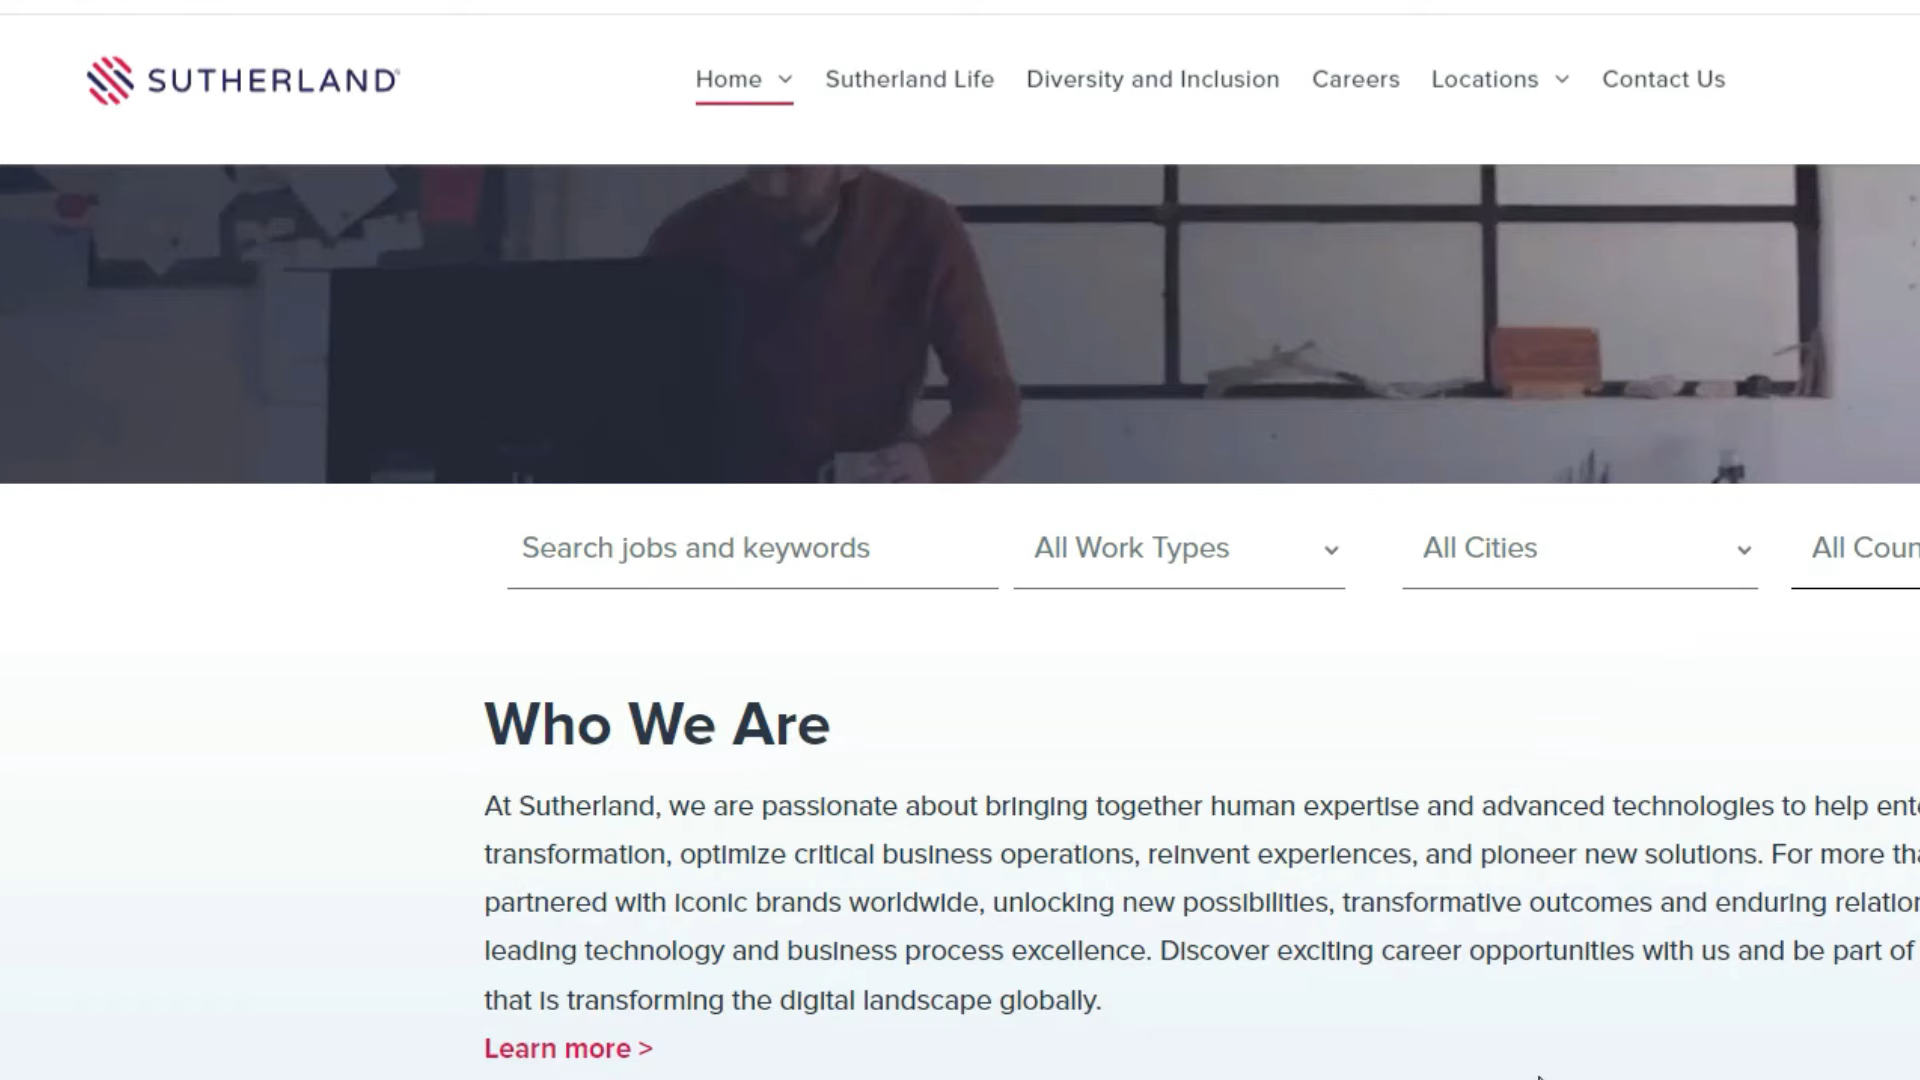 SUTHERLAND
Home Sutherland Life Diversity and Inclusion Careers Locations Contact Us
Search jobs and keywords All Work Types All Cities All
Who We Are
At Sutherland, we are passionate about bringing together human expertise and advanced technologies to help
transformation, optimize critical business operations, reinvent experiences, and pioneer new solutions. For more
partnered with iconic brands worldwide, unlocking new possibilities, transformative outcomes and enduring
leading technology and business process excellence. Discover exciting career opportunities with us and be part of
that is transforming the digital landscape globally.
Learn more >